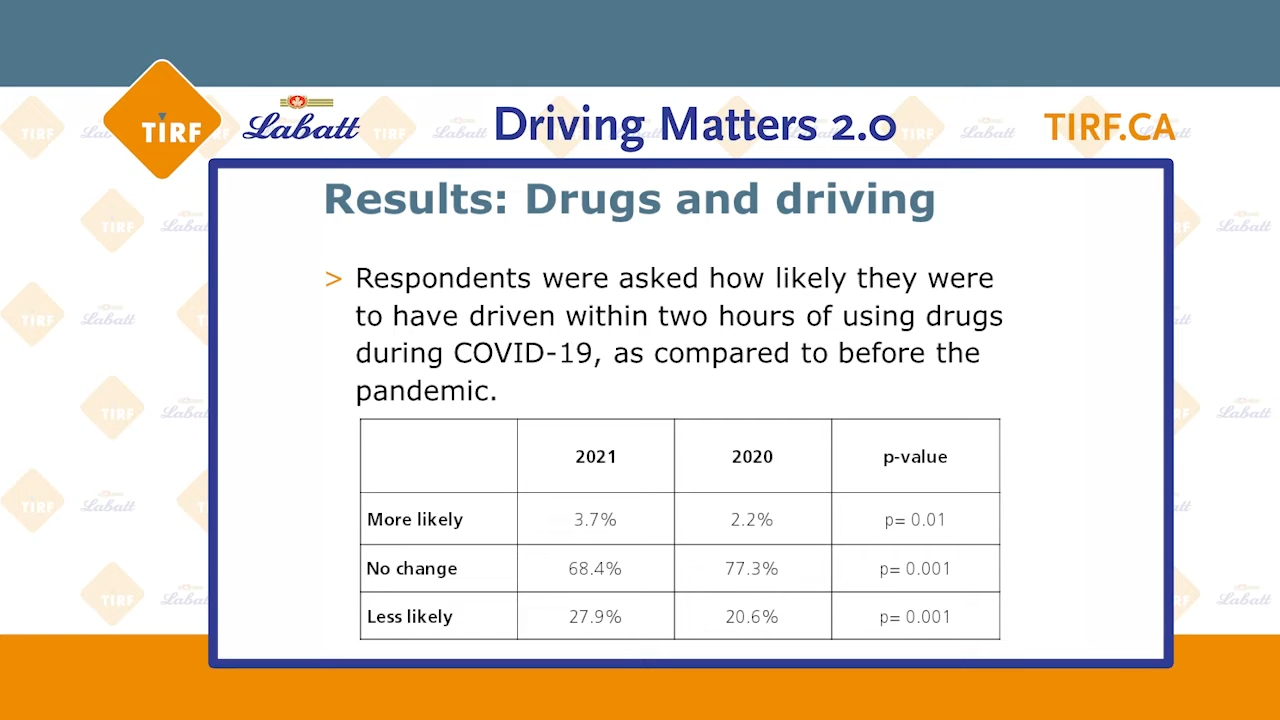 TIRF Labatt Driving Matters 2.0 TIRF.CA
Results: Drugs and driving
> Respondents were asked how likely they were
to have driven within two hours of using drugs
during COVID-19, as compared to before the
pandemic.
2021 2020 p-value
More likely 3.7% 2.2% p= 0.01
No change 68.4% 77.3% p= 0.001
Less likely 27.9% 20.6% p= 0.001